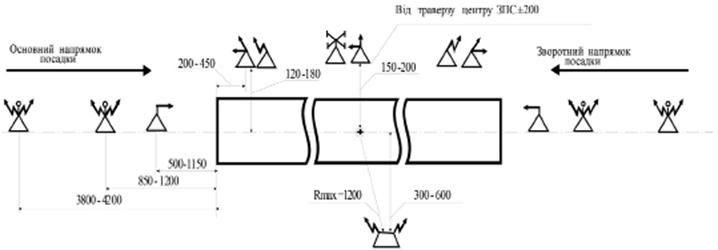 Від траверзу центру ЗПС±200
Основний напрямок
посадки
Зворотний напрямок
посадки
200-450
120-180
150-200
500-1150
850-1200
3800-4200
Rmax=1200
300-600